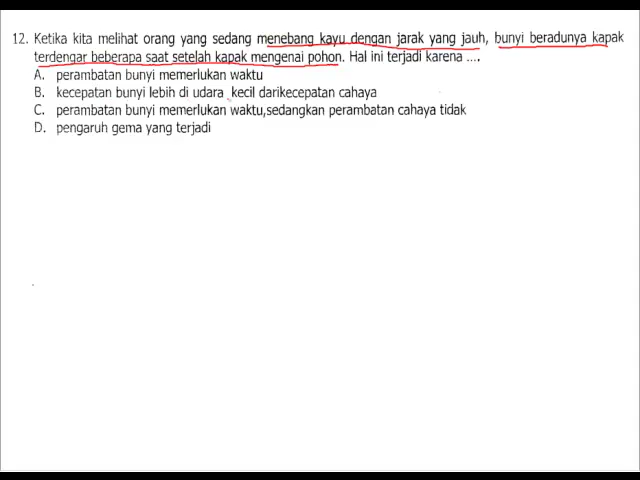 12. Ketika kita melihat orang yang sedang menebang kayu dengan jarak yang jauh, bunyi beradunya kapak
terdengar beberapa saat setelah kapak mengenai pohon. Hal ini terjadi karena ....
A. perambatan bunyi memerlukan waktu
B. kecepatan bunyi lebih di udara kecil darikecepatan cahaya
C. perambatan bunyi memerlukan waktu,sedangkan perambatan cahaya tidak
D. pengaruh gema yang terjadi